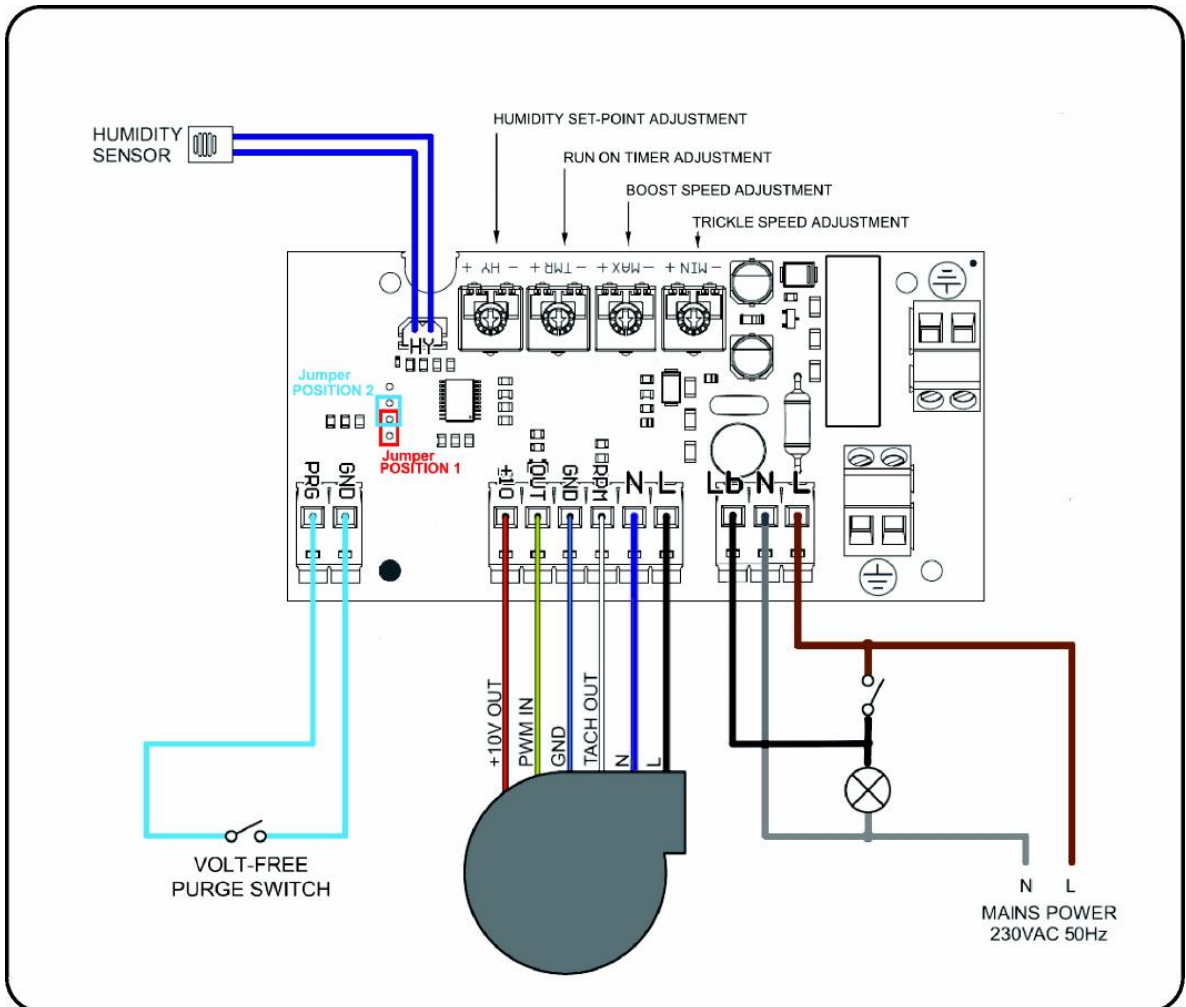 HUMIDITY SET-POINT ADJUSTMENT
HUMIDITY
SENSOR
RUN ON TIMER ADJUSTMENT
BOOST SPEED ADJUSTMENT
TRICKLE SPEED ADJUSTMENT
+ HY -
+ TMR -
+ MAX -
+ MIN -
HY
Jumper
POSITION 2
Jumper
POSITION 1
PRG
GND
+10
OUT
GND
RPM
N
L
Lb
N
L
+10V OUT
PWM IN
GND
TACH OUT
N
L
VOLT-FREE
PURGE SWITCH
N
L
MAINS POWER
230VAC 50Hz